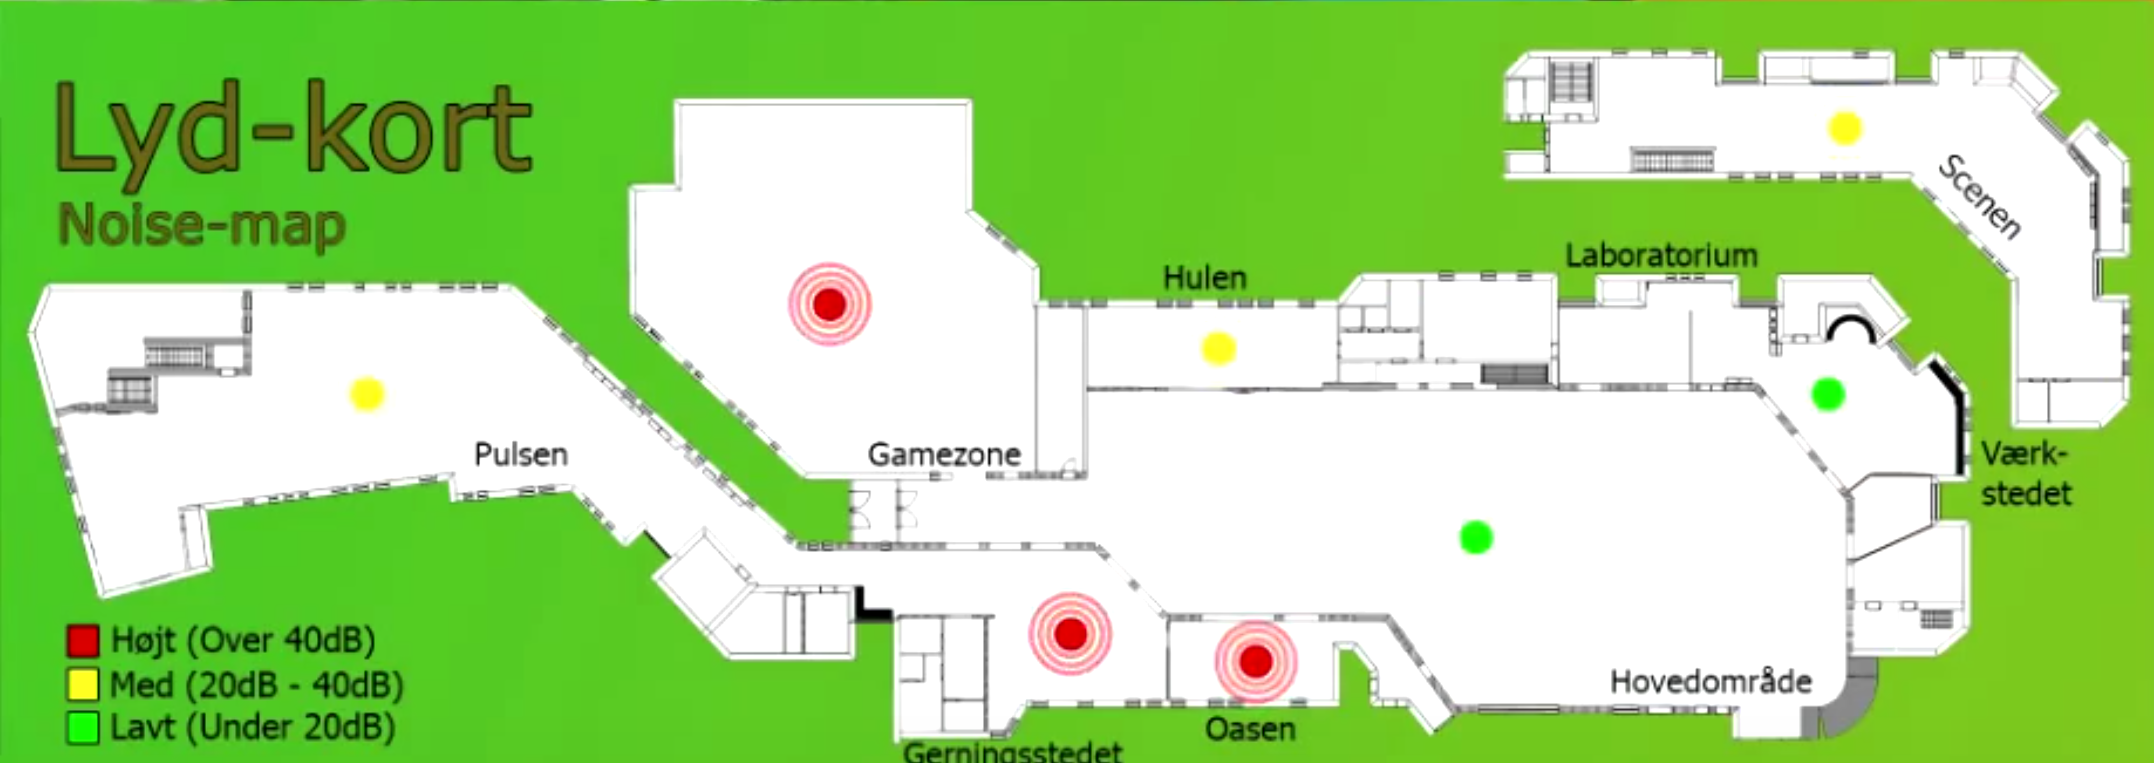 Lyd-kort
Noise-map
Scenen
Laboratorium
Hulen
Pulsen
Gamezone
Værk-
stedet
Højt (Over 40dB)
Med (20dB - 40dB)
Lavt (Under 20dB)
Hovedområde
Oasen
Gerningsstedet